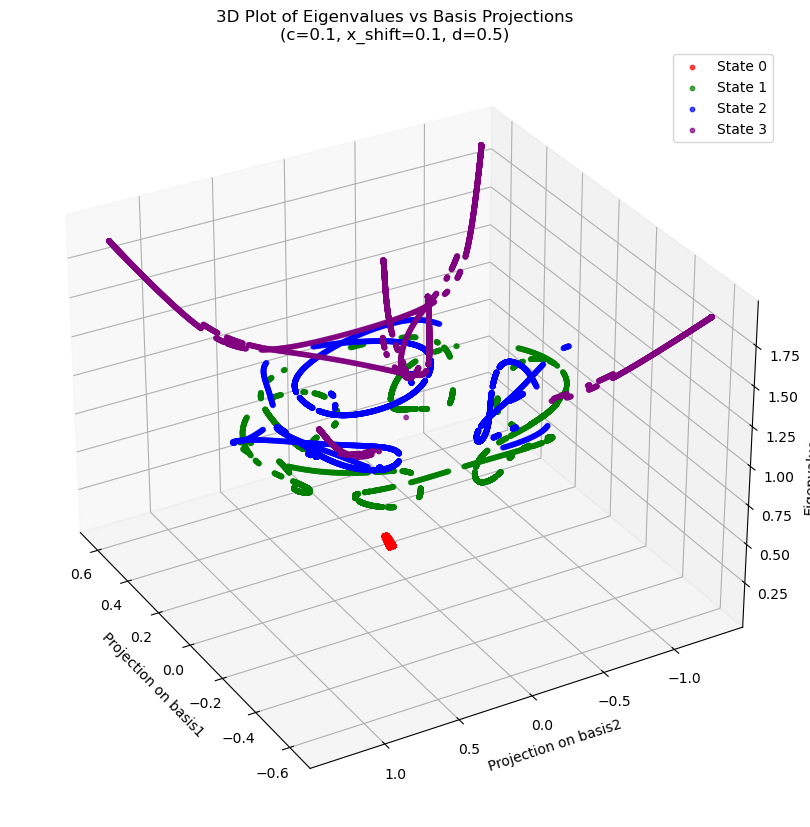 3D Plot of Eigenvalues vs Basis Projections
(c=0.1, x_shift=0.1, d=0.5)
State 0
State 1
State 2
State 3
1.75
1.50
1.25
1.00
0.75
0.50
0.25
0.6
0.4
0.2
0.0
−0.2
−0.4
−0.6
Projection on basis1
1.0
0.5
0.0
−0.5
−1.0
Projection on basis2